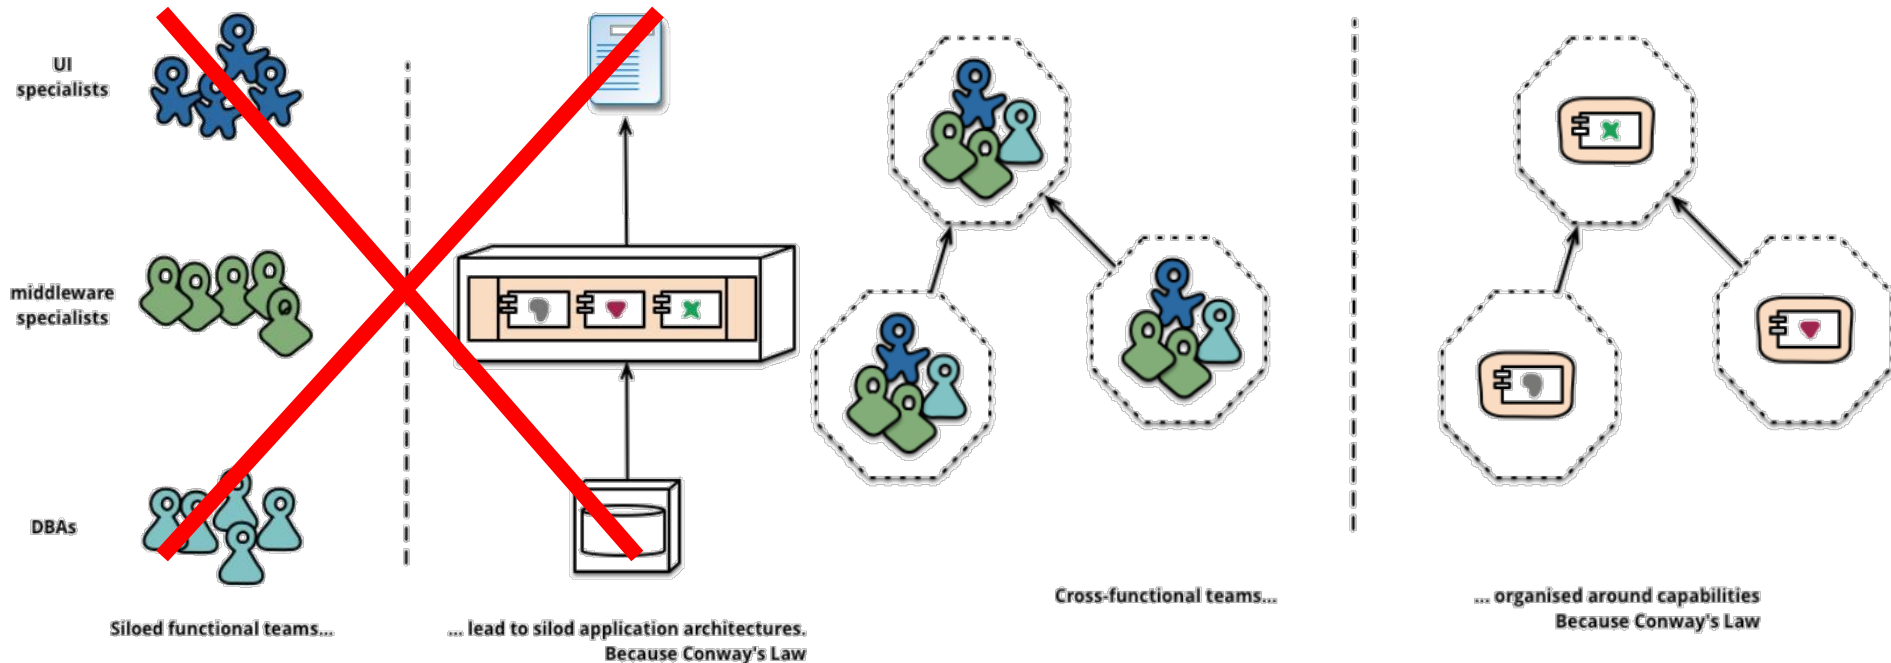 UI
specialists
middleware
specialists
DBAs
Siloed functional teams...
... lead to silod application architectures.
Because Conway's Law
Cross-functional teams...
... organised around capabilities
Because Conway's Law